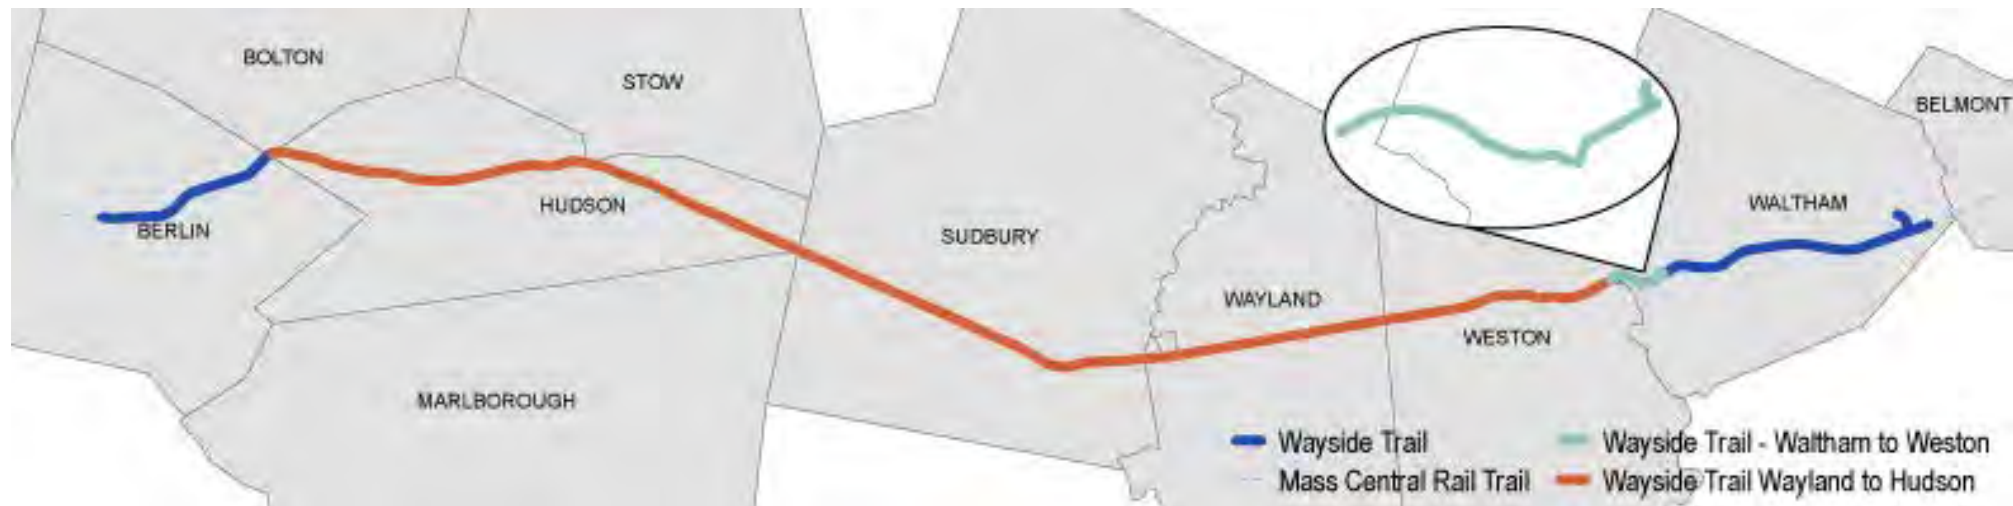 BOLTON
STOW
BELMONT
HUDSON
WALTHAM
BERLIN
SUDBURY
WAYLAND
WESTON
MARLBOROUGH
Wayside Trail
Wayside Trail - Waltham to Weston
Mass Central Rail Trail
Wayside Trail Wayland to Hudson